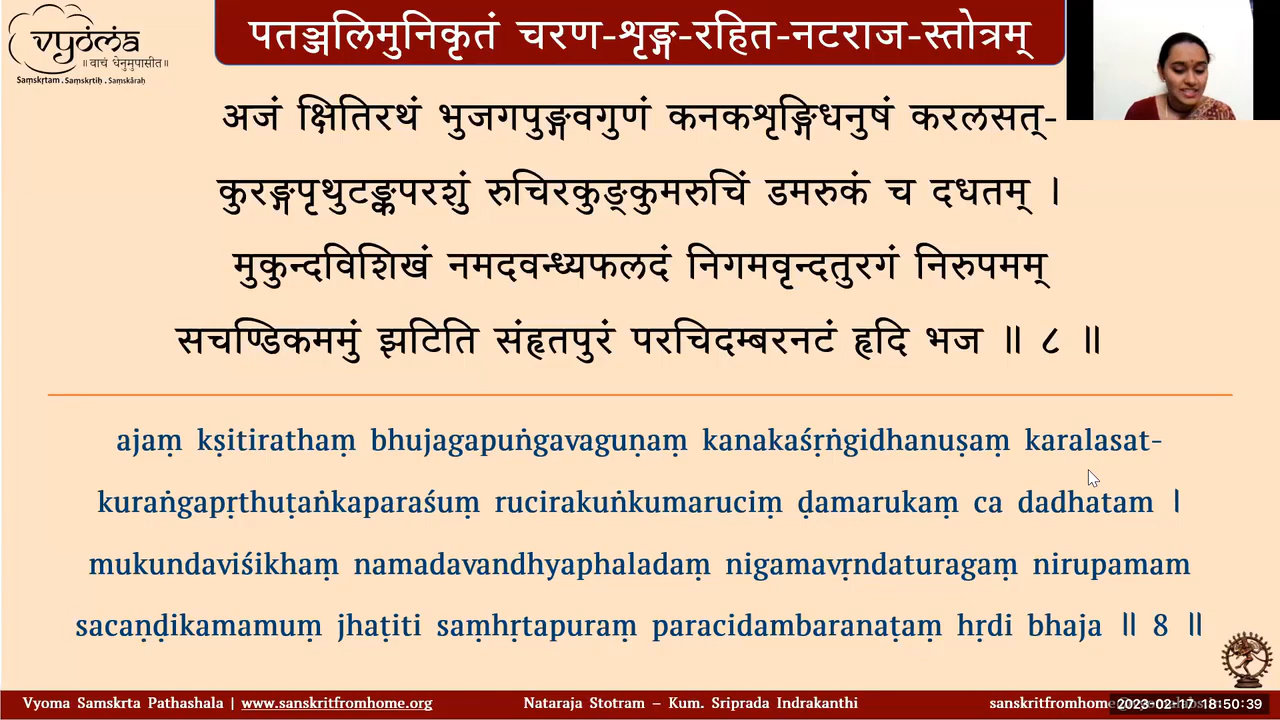 vyoma
॥ वाचं धेनुमुपासीत॥
Saṃskṛtam . Saṃskṛtiḥ . Saṃskāraḥ
पतञ्जलिमुनिकृतं चरण-शृङ्ग-रहित-नटराज-स्तोत्रम्
अजं क्षितिरथं भुजगपुङ्गवगुणं कनकशृङ्गिधनुषं करलसत्-
कुरङ्गपृथुटङ्कपरशुं रुचिरकुङ्कुमरुचिं डमरुकं च दधतम् ।
मुकुन्दविशिखं नमदवन्ध्यफलदं निगमवृन्दतुरगं निरुपमम्
सचण्डिकममुं झटिति संहृतपुरं परचिदम्बरनटं हृदि भज ॥ ८ ॥
ajaṃ kṣitirathaṃ bhujagapuṅgavaguṇaṃ kanakaśṛṅgidhanuṣaṃ karalasat-
kuraṅgapṛthuṭaṅkaparaśuṃ rucirakuṅkumaruciṃ ḍamarukaṃ ca dadhatam ।
mukundaviśikhaṃ namadavandhyaphaladaṃ nigamavṛndaturagaṃ nirupamam
sacaṇḍikamamuṃ jhaṭiti saṃhṛtapuraṃ paracidambaranaṭaṃ hṛdi bhaja ॥ 8 ॥
Vyoma Samskrta Pathashala | www.sanskritfromhome.org
Nataraja Stotram – Kum. Sriprada Indrakanthi
sanskritfromhome
2023-02-17 18:50:39